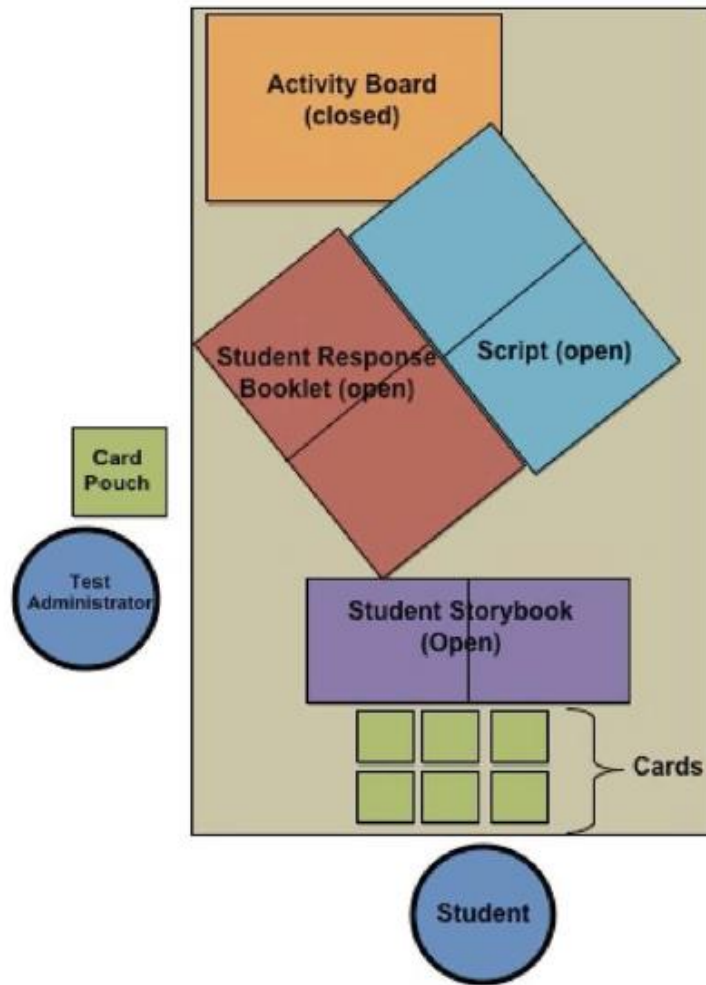 Activity Board
(closed)
Script (open)
Student Response
Booklet (open)
Card
Pouch
Test
Administrator
Student Storybook
(Open)
Cards
Student